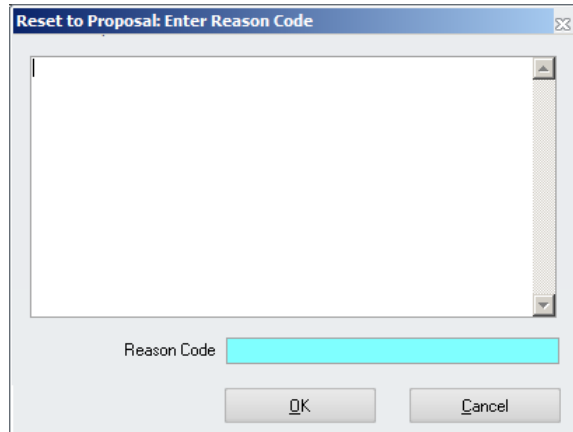 Reset to Proposal: Enter Reason Code
Reason Code
OK
Cancel